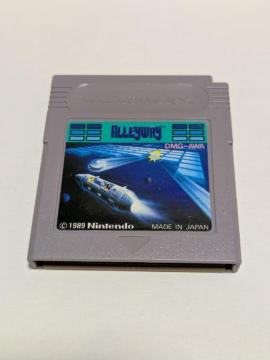 ALLEYWAY
DMG-AWA
©1989 Nintendo
MADE IN JAPAN